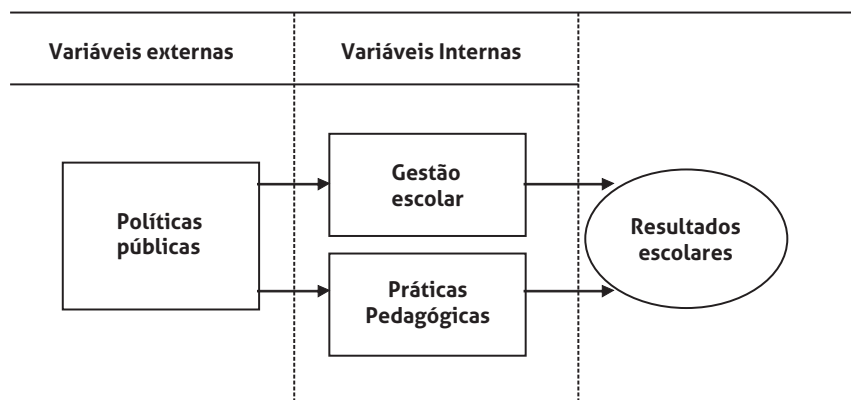 Variáveis externas
Variáveis Internas
Políticas
públicas
Gestão
escolar
Práticas
Pedagógicas
Resultados
escolares